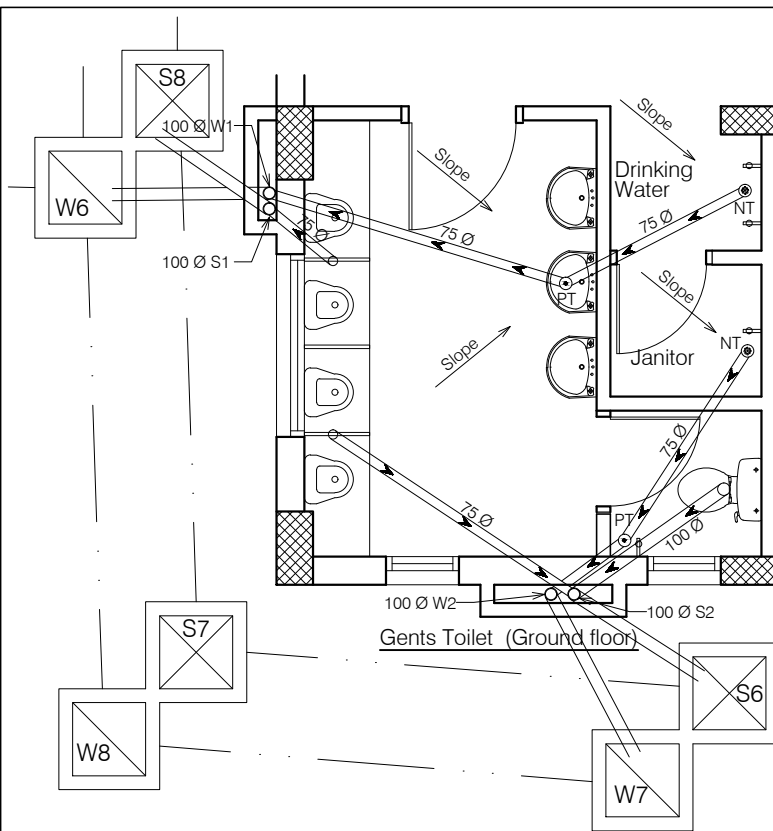 S8
100 Ø W1
Slope
Slope
Drinking
Water
W6
NT
75 Ø
75 Ø
75 Ø
100 Ø S1
PT
Slope
Slope
NT
Janitor
75 Ø
75 Ø
PT
100 Ø
100 Ø W2
100 Ø S2
Gents Toilet (Ground floor)
S7
S6
W8
W7